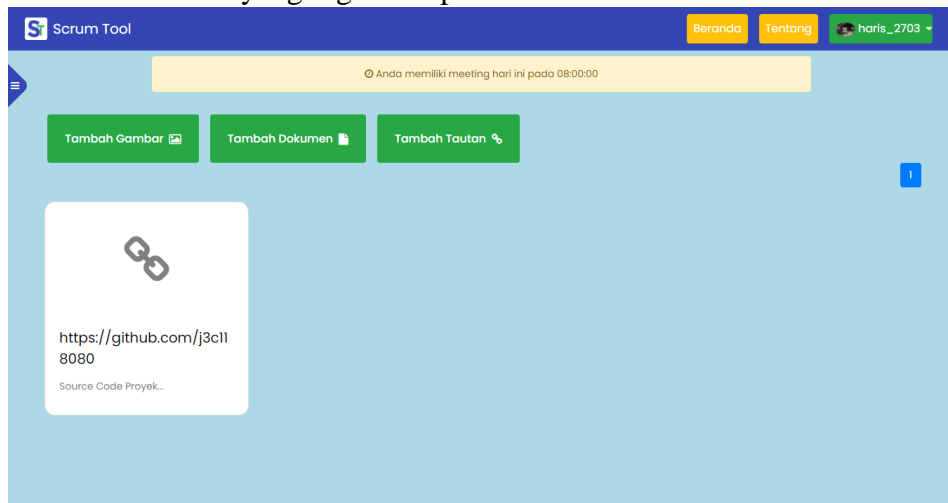 Scrum Tool
Beranda
Tentang
haris_2703
Anda memiliki meeting hari ini pada 08:00:00
Tambah Gambar
Tambah Dokumen
Tambah Tautan
1
https://github.com/j3c11
8080
Source Code Proyek...